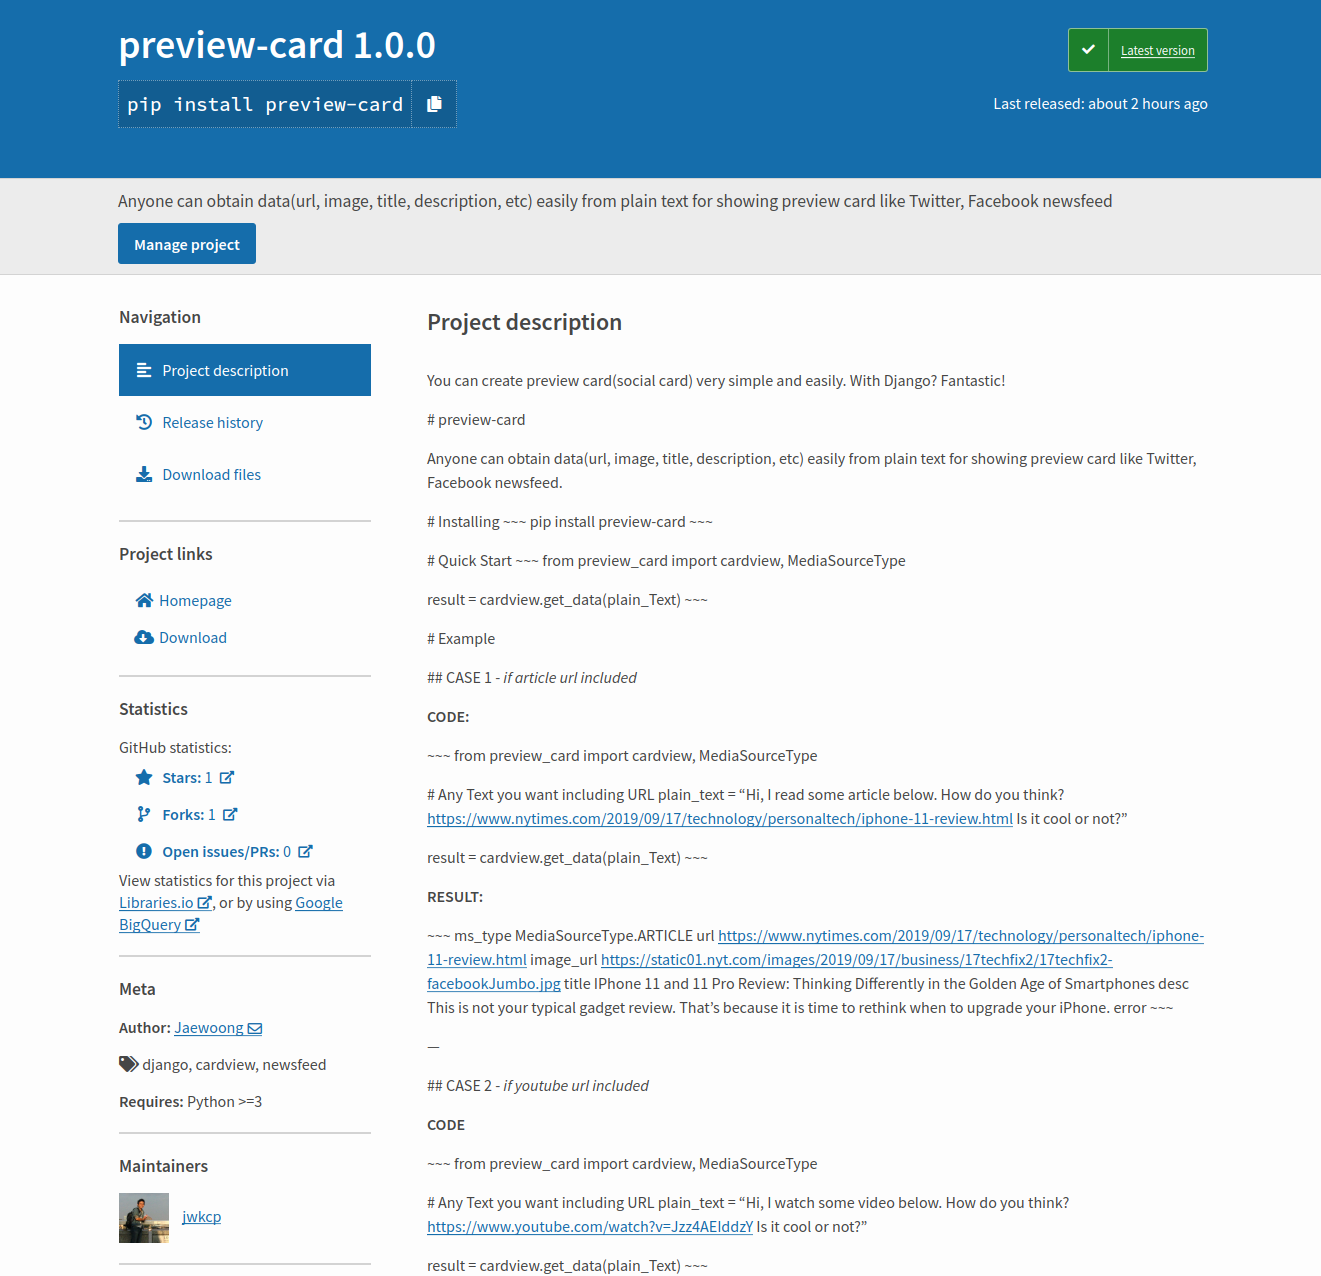 preview-card 1.0.0
Latest version
pip install preview-card
Last released: about 2 hours ago
Anyone can obtain data(url, image, title, description, etc) easily from plain text for showing preview card like Twitter, Facebook newsfeed
Manage project
Navigation
Project description
Release history
Download files
Project links
Homepage
Download
Statistics
GitHub statistics:
Stars: 1
Forks: 1
Open issues/PRs: 0
View statistics for this project via
Libraries.io , or by using Google
BigQuery
Meta
Author: Jaewoong
django, cardview, newsfeed
Requires: Python >=3
Maintainers
jwkcp
Project description
You can create preview card(social card) very simple and easily. With Django? Fantastic!
# preview-card
Anyone can obtain data(url, image, title, description, etc) easily from plain text for showing preview card like Twitter,
Facebook newsfeed.
# Installing ~~~ pip install preview-card ~~~
# Quick Start ~~~ from preview_card import cardview, MediaSourceType
result = cardview.get_data(plain_Text) ~~~
# Example
## CASE 1 - if article url included
CODE:
~~~ from preview_card import cardview, MediaSourceType
# Any Text you want including URL plain_text = “Hi, I read some article below. How do you think?
https://www.nytimes.com/2019/09/17/technology/personaltech/iphone-11-review.html Is it cool or not?”
result = cardview.get_data(plain_Text) ~~~
RESULT:
~~~ ms_type MediaSourceType.ARTICLE url https://www.nytimes.com/2019/09/17/technology/personaltech/iphone-
11-review.html image_url https://static01.nyt.com/images/2019/09/17/business/17techfix2/17techfix2-
facebookJumbo.jpg title IPhone 11 and 11 Pro Review: Thinking Differently in the Golden Age of Smartphones desc
This is not your typical gadget review. That’s because it is time to rethink when to upgrade your iPhone. error ~~~
—
## CASE 2 - if youtube url included
CODE
~~~ from preview_card import cardview, MediaSourceType
# Any Text you want including URL plain_text = “Hi, I watch some video below. How do you think?
https://www.youtube.com/watch?v=Jzz4AEIddzY Is it cool or not?”
result = cardview.get_data(plain_Text) ~~~